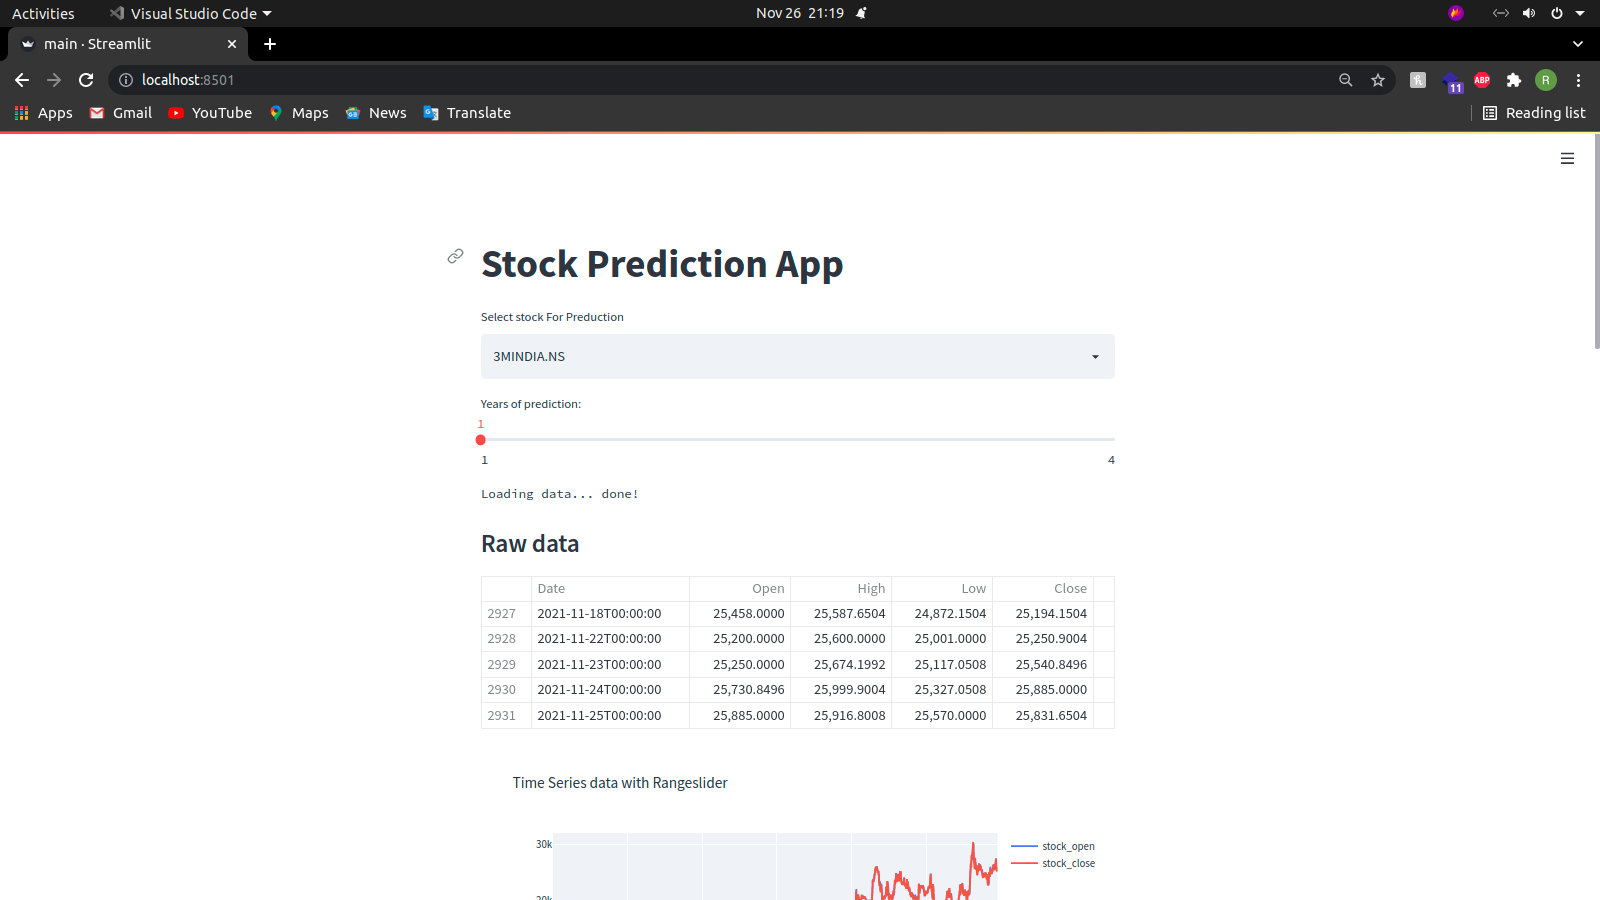 Activities Visual Studio Code Nov 26 21:19
main · Streamlit
localhost:8501 11 ABP R
Apps Gmail YouTube Maps News Translate Reading list
Stock Prediction App
Select stock For Preduction
3MINDIA.NS
Years of prediction:
1
1 4
Loading data... done!
Raw data
Date Open High Low Close
2927 2021-11-18T00:00:00 25,458.0000 25,587.6504 24,872.1504 25,194.1504
2928 2021-11-22T00:00:00 25,200.0000 25,600.0000 25,001.0000 25,250.9004
2929 2021-11-23T00:00:00 25,250.0000 25,674.1992 25,117.0508 25,540.8496
2930 2021-11-24T00:00:00 25,730.8496 25,999.9004 25,327.0508 25,885.0000
2931 2021-11-25T00:00:00 25,885.0000 25,916.8008 25,570.0000 25,831.6504
Time Series data with Rangeslider
30k stock_open
stock_close
20k